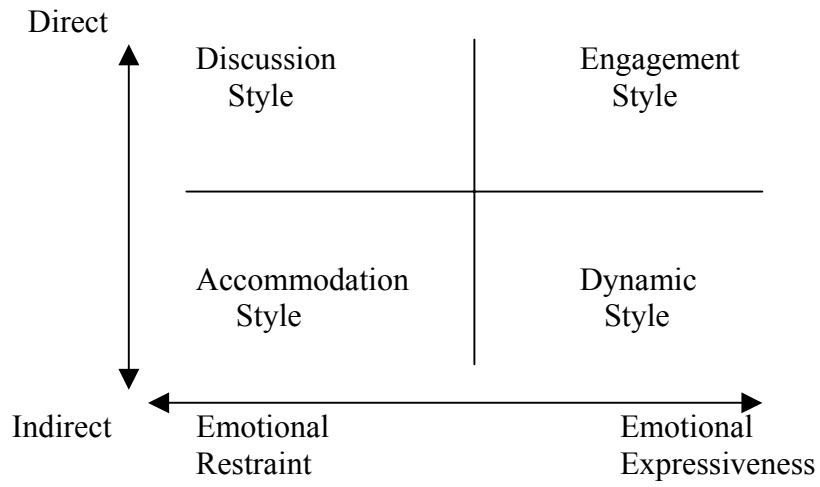 Direct
Discussion
Style
Engagement
Style
Accommodation
Style
Dynamic
Style
Indirect
Emotional
Restraint
Emotional
Expressiveness